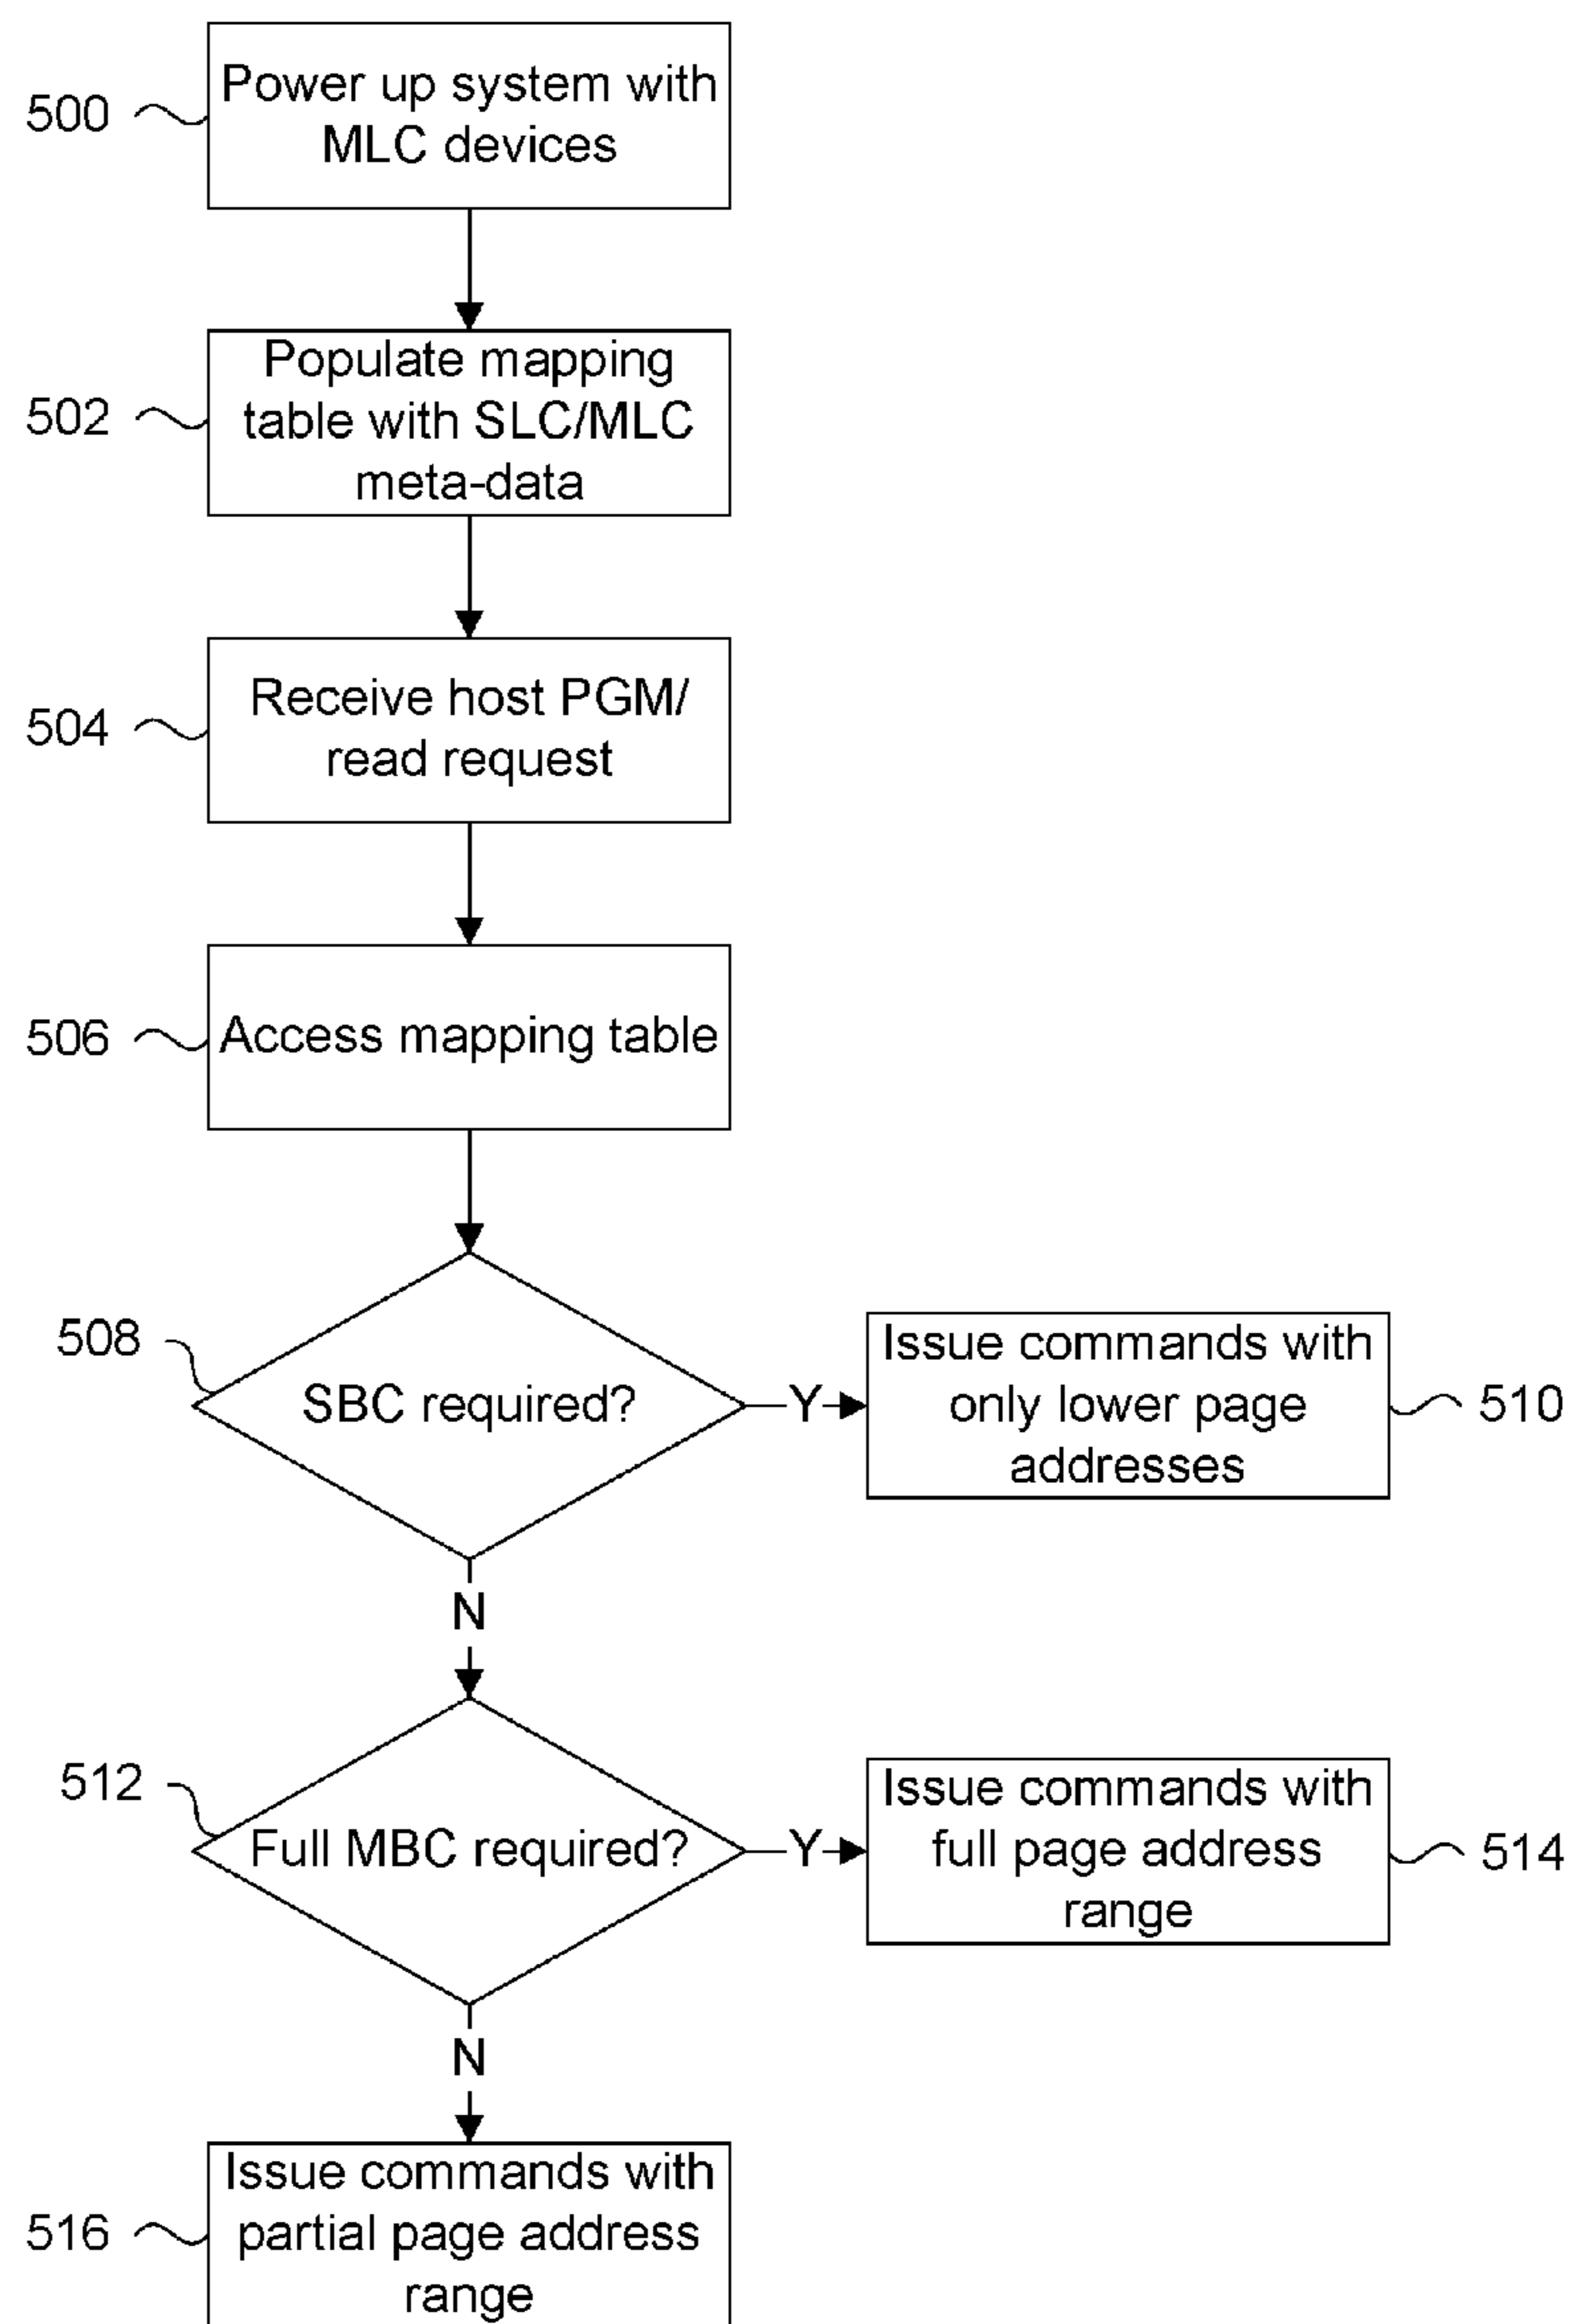 500
Power up system with
MLC devices
502
Populate mapping
table with SLC/MLC
meta-data
504
Receive host PGM/
read request
506
Access mapping table
508
SBC required?
Y
Issue commands with
only lower page
addresses
510
N
512
Full MBC required?
Y
Issue commands with
full page address
range
514
N
516
Issue commands with
partial page address
range